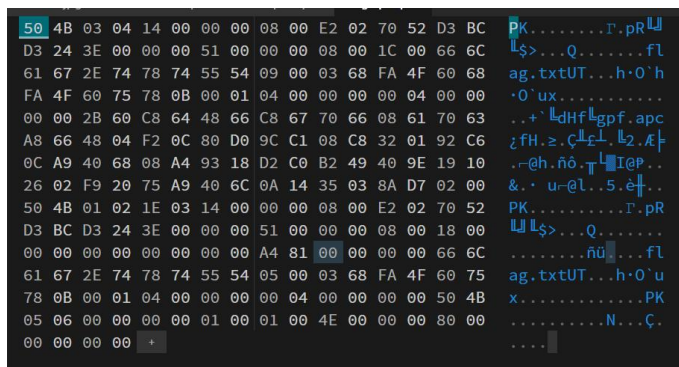 50 4B 03 04 14 00 00 00 08 00 E2 02 70 52 D3 BC PK........Γ.pR╙╝
D3 24 3E 00 00 00 51 00 00 00 08 00 1C 00 66 6C ╙$>...Q.......fl
61 67 2E 74 78 74 55 54 09 00 03 68 FA 4F 60 68 ag.txtUT...h·O`h
FA 4F 60 75 78 0B 00 01 04 00 00 00 00 04 00 00 ·O`ux...........
00 00 2B 60 C8 64 48 66 C8 67 70 66 08 61 70 63 ..+`╚dHf╚gpf.apc
A8 66 48 04 F2 0C 80 D0 9C C1 08 C8 32 01 92 C6 ¿fH.≥.Ç╨£┴.╚2.Æ╞
0C A9 40 68 08 A4 93 18 D2 C0 B2 49 40 9E 19 10 .⌐@h.ñô.╥└▓I@₧..
26 02 F9 20 75 A9 40 6C 0A 14 35 03 8A D7 02 00 &.· u⌐@l..5.è╫..
50 4B 01 02 1E 03 14 00 00 00 08 00 E2 02 70 52 PK..........Γ.pR
D3 BC D3 24 3E 00 00 00 51 00 00 00 08 00 18 00 ╙╝╙$>...Q.......
00 00 00 00 00 00 00 00 A4 81 00 00 00 00 66 6C ........ñü....fl
61 67 2E 74 78 74 55 54 05 00 03 68 FA 4F 60 75 ag.txtUT...h·O`u
78 0B 00 01 04 00 00 00 00 04 00 00 00 00 50 4B x.............PK
05 06 00 00 00 00 01 00 01 00 4E 00 00 00 80 00 ..........N...Ç.
00 00 00 00 + ....